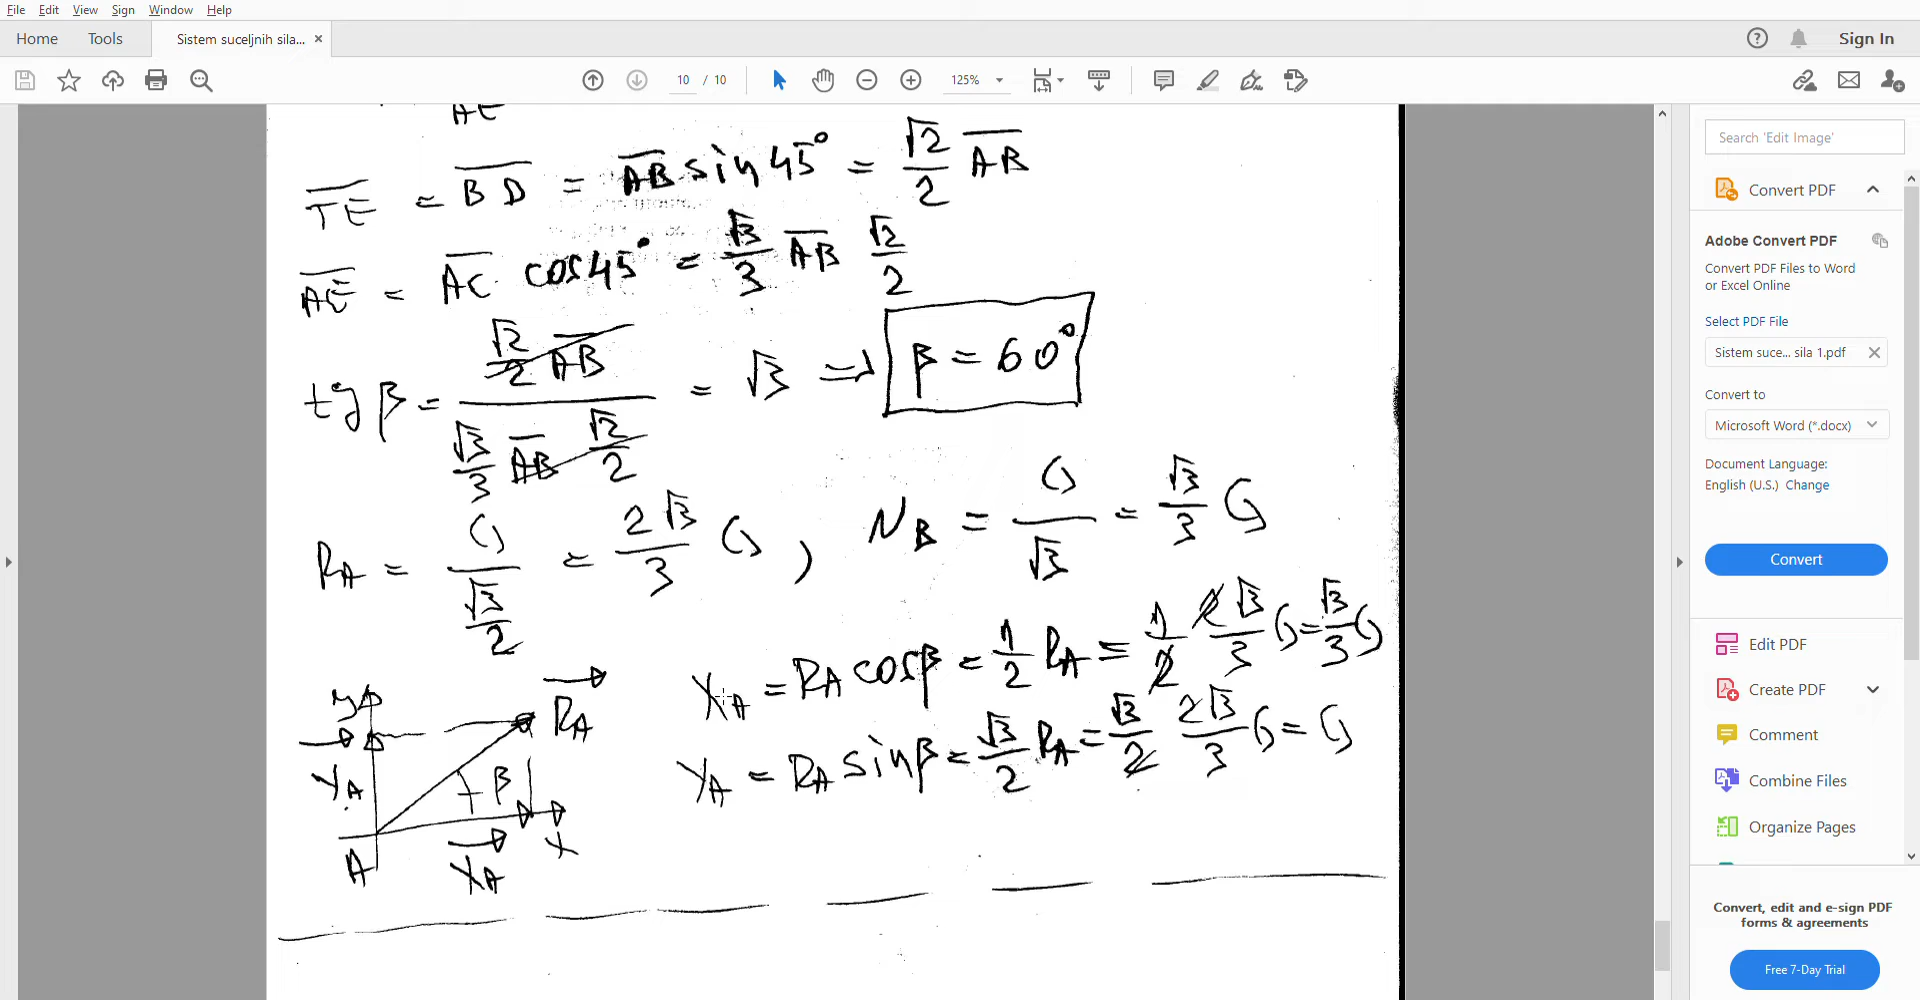 File Edit View Sign Window Help
Home Tools Sistem suceljnih sila... × Sign In
10 / 10 125%
AE
TE = BD = AB sin 45° = √2/2 AB
AE = AC cos 45° = √3/3 AB √2/2
tg β = (√2/2 AB) / (√3/3 AB √2/2) = √3 => β = 60°
RA = G / (√3/2) = 2√3/3 G , NB = G/√3 = √3/3 G
XA = RA cos β = 1/2 RA = 1/2 2√3/3 G = √3/3 G
YA = RA sin β = √3/2 RA = √3/2 2√3/3 G = G
y
RA
YA
β
A
XA
x
Search 'Edit Image'
Convert PDF
Adobe Convert PDF
Convert PDF Files to Word
or Excel Online
Select PDF File
Sistem suce... sila 1.pdf
Convert to
Microsoft Word (*.docx)
Document Language:
English (U.S.) Change
Convert
Edit PDF
Create PDF
Comment
Combine Files
Organize Pages
Convert, edit and e-sign PDF
forms & agreements
Free 7-Day Trial